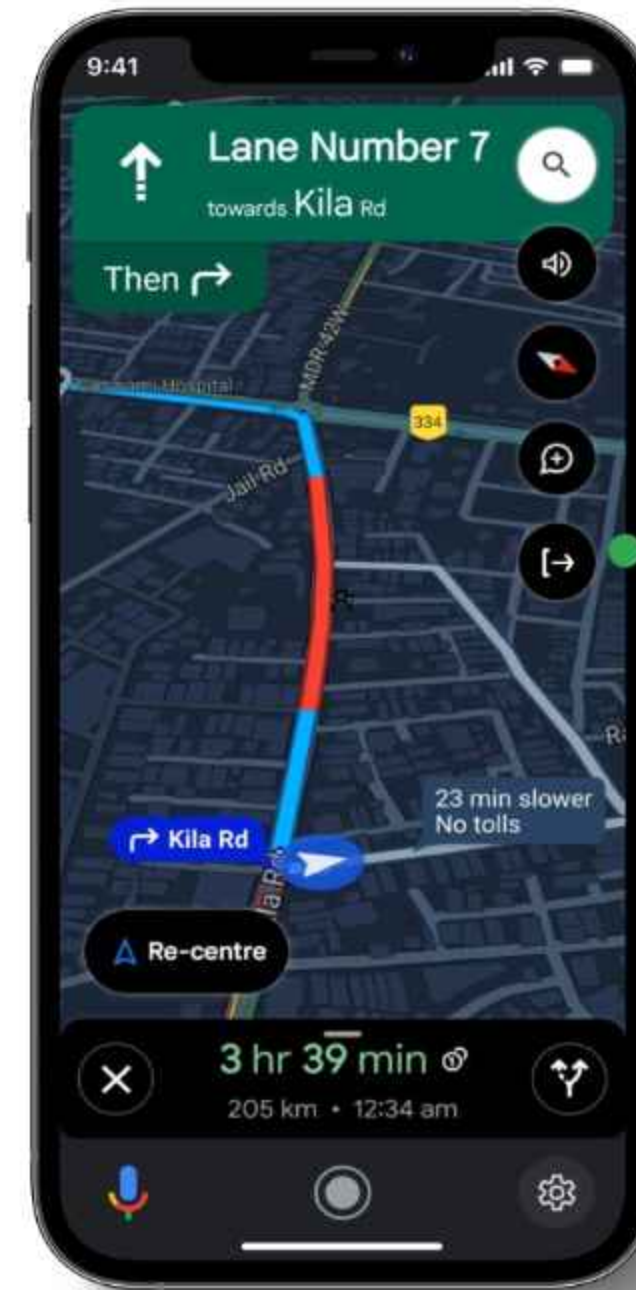 9:41
Lane Number 7
towards Kila Rd
Then
MDR-42W
334
Jail Rd
23 min slower
No tolls
Kila Rd
Re-centre
3 hr 39 min
205 km • 12:34 am